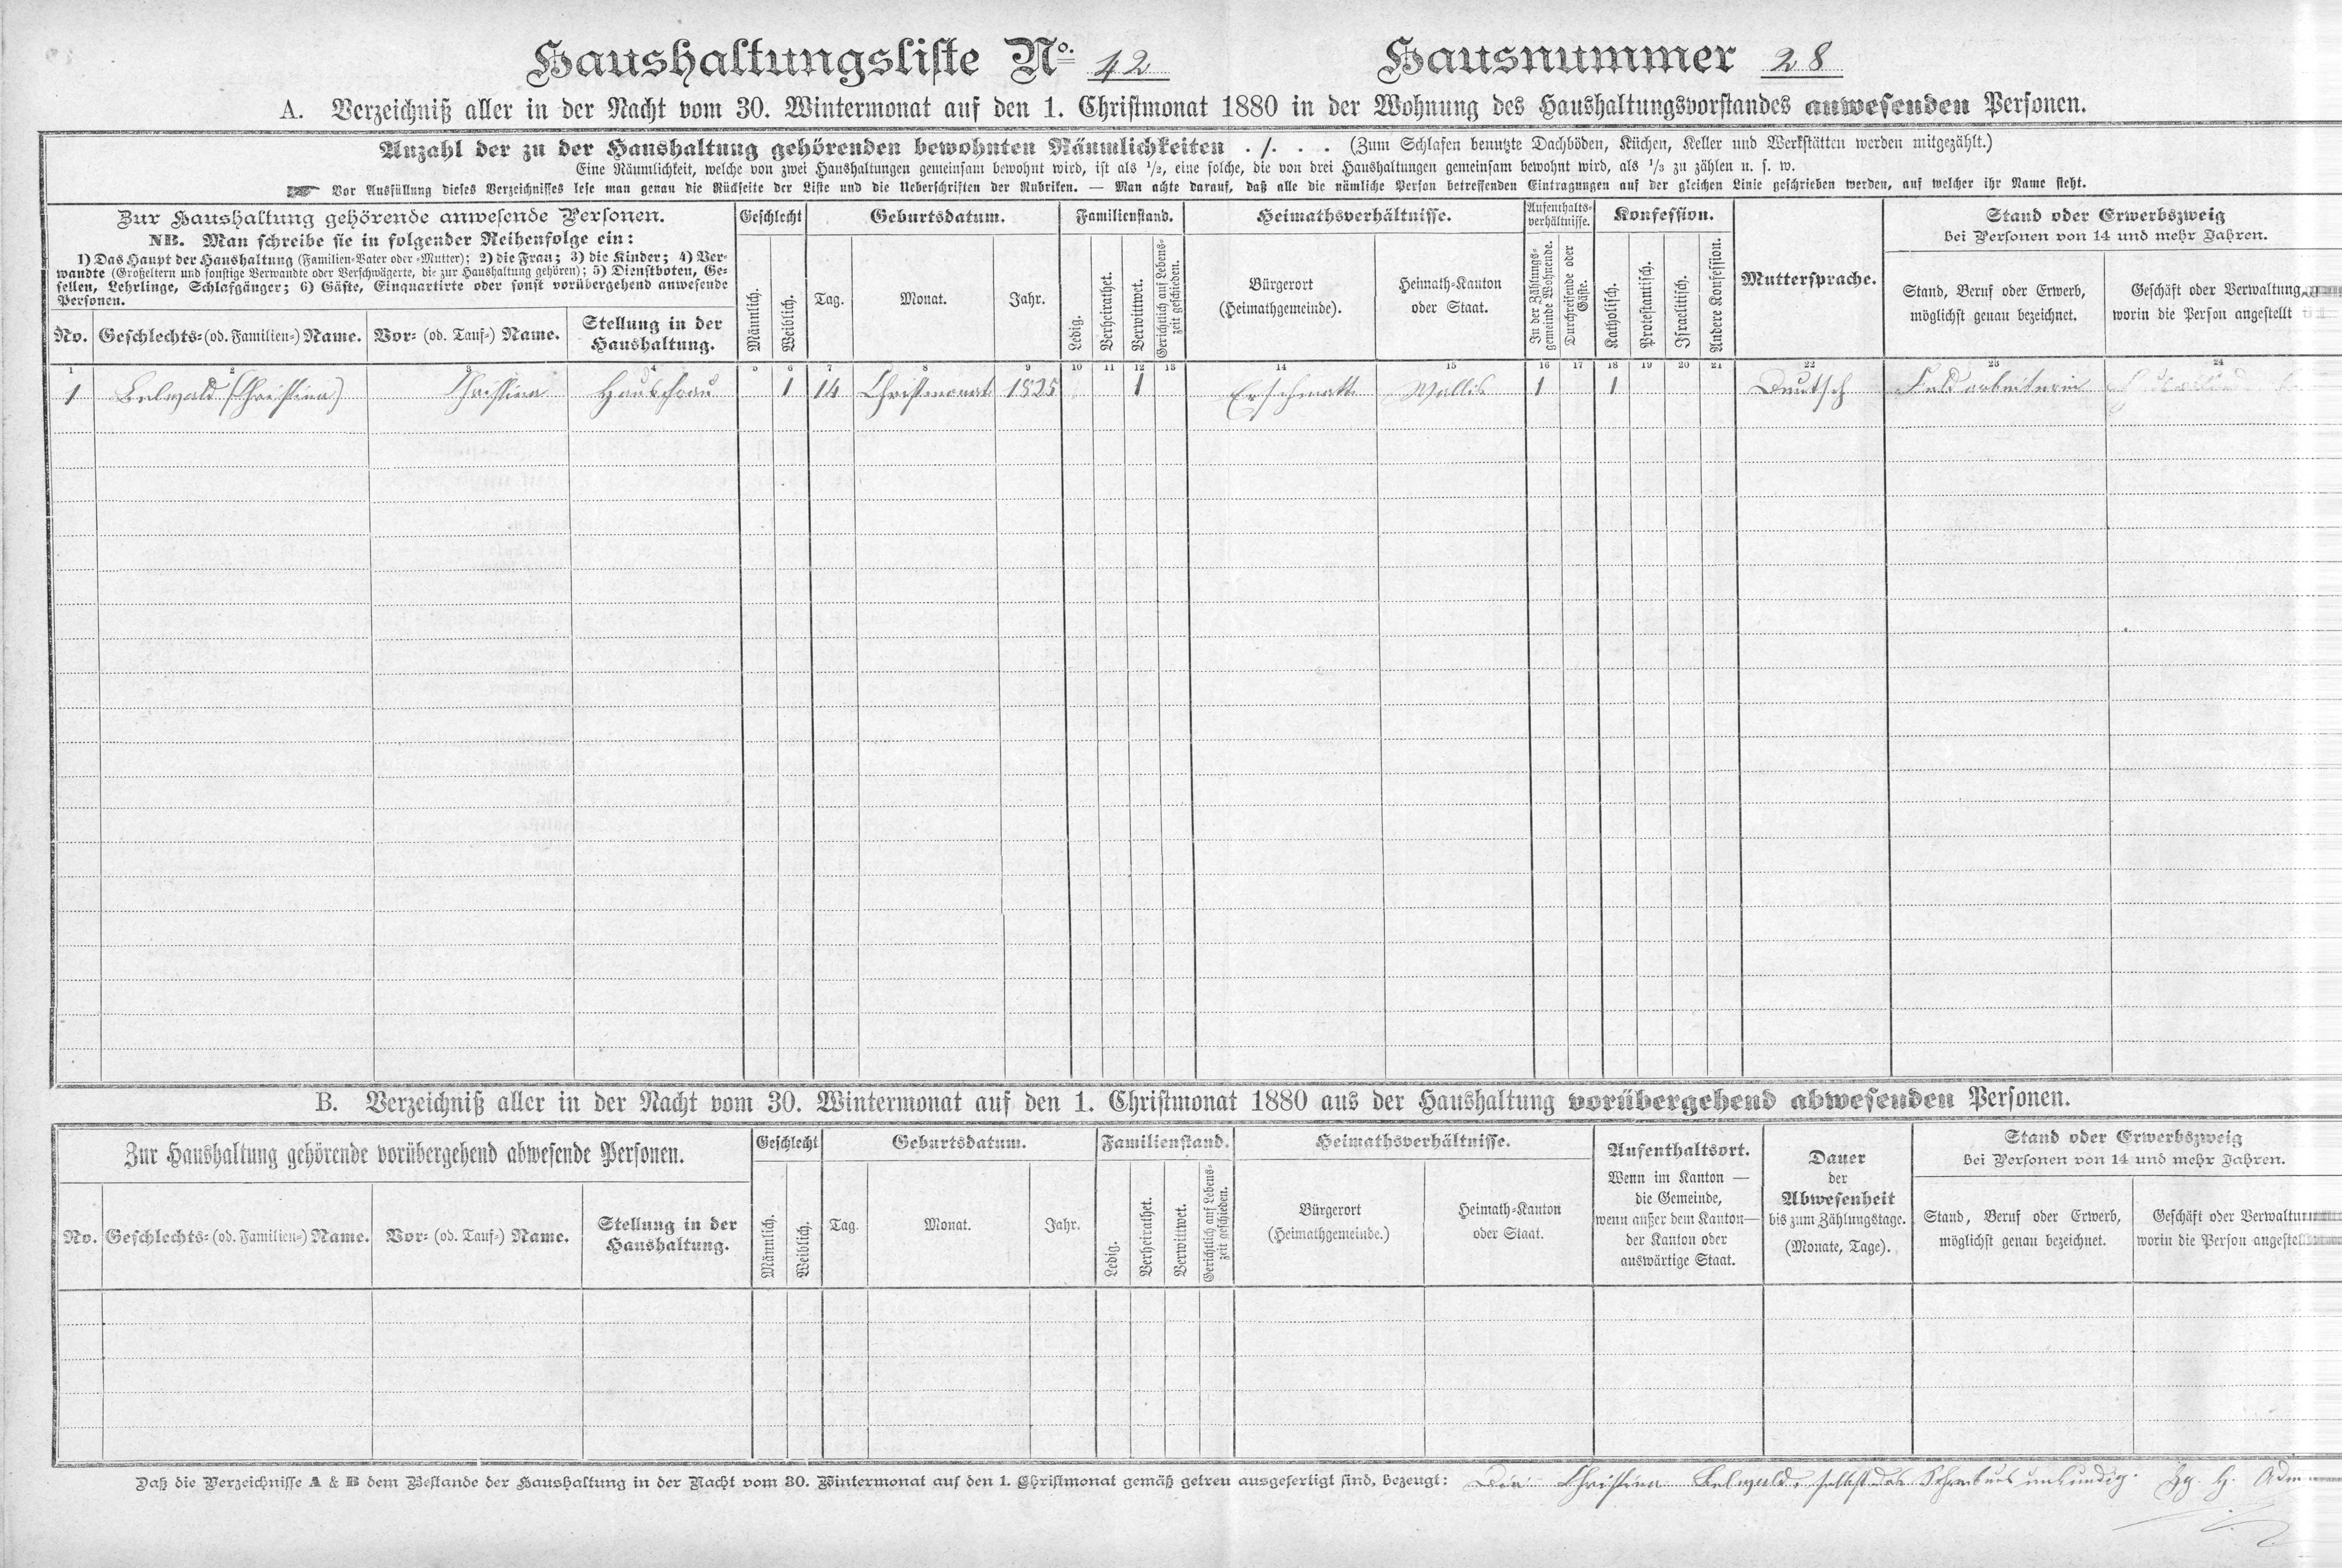 Haushaltungsliste No. 42 Hausnummer 28
A. Verzeichniß aller in der Nacht vom 30. Wintermonat auf den 1. Christmonat 1880 in der Wohnung des Haushaltungsvorstandes anwesenden Personen.
Anzahl der zu der Haushaltung gehörenden bewohnten Räumlichkeiten . 1. . . (Zum Schlafen benutzte Dachböden, Küchen, Keller und Werkstätten werden mitgezählt.)
Eine Räumlichkeit, welche von zwei Haushaltungen gemeinsam bewohnt wird, ist als 1/2, eine solche, die von drei Haushaltungen gemeinsam bewohnt wird, als 1/3 zu zählen u. s. w.
☞ Vor Ausfüllung dieses Verzeichnisses lese man genau die Rückseite der Liste und die Ueberschriften der Rubriken. — Man achte darauf, daß alle die nämliche Person betreffenden Eintragungen auf der gleichen Linie geschrieben werden, auf welcher ihr Name steht.
Zur Haushaltung gehörende anwesende Personen.
NB. Man schreibe sie in folgender Reihenfolge ein:
1) Das Haupt der Haushaltung (Familien-Vater oder -Mutter); 2) die Frau; 3) die Kinder; 4) Ver-
wandte (Großeltern und sonstige Verwandte oder Verschwägerte, die zur Haushaltung gehören); 5) Dienstboten, Ge-
sellen, Lehrlinge, Schlafgänger; 6) Gäste, Einquartirte oder sonst vorübergehend anwesende
Personen.
No. Geschlechts- (od. Familien-) Name. Vor- (od. Tauf-) Name. Stellung in der
Haushaltung.
Geschlecht
Männlich. Weiblich.
Geburtsdatum.
Tag. Monat. Jahr.
Familienstand.
Ledig. Verheirathet. Verwittwet. Gerichtlich auf Lebens-
zeit geschieden.
Heimathsverhältnisse.
Bürgerort
(Heimathgemeinde).
Heimath-Kanton
oder Staat.
Aufenthalts-
verhältnisse.
In der Zählungs-
gemeinde Wohnende.
Durchreisende oder
Gäste.
Konfession.
Katholisch. Protestantisch. Israelitisch. Andere Konfession.
Muttersprache.
Stand oder Erwerbszweig
bei Personen von 14 und mehr Jahren.
Stand, Beruf oder Erwerb,
möglichst genau bezeichnet.
Geschäft oder Verwaltung,
worin die Person angestellt
1 2 3 4 5 6 7 8 9 10 11 12 13 14 15 16 17 18 19 20 21 22 23 24
1 Belwald (Christina) Christina Hausfrau 1 14 Christmonat 1825 1 Erschmatt Wallis 1 1 Deutsch Feldarbeiterin
B. Verzeichniß aller in der Nacht vom 30. Wintermonat auf den 1. Christmonat 1880 aus der Haushaltung vorübergehend abwesenden Personen.
Zur Haushaltung gehörende vorübergehend abwesende Personen.
No. Geschlechts- (od. Familien-) Name. Vor- (od. Tauf-) Name. Stellung in der
Haushaltung.
Geschlecht
Männlich. Weiblich.
Geburtsdatum.
Tag. Monat. Jahr.
Familienstand.
Ledig. Verheirathet. Verwittwet. Gerichtlich auf Lebens-
zeit geschieden.
Heimathsverhältnisse.
Bürgerort
(Heimathgemeinde.)
Heimath-Kanton
oder Staat.
Aufenthaltsort.
Wenn im Kanton —
die Gemeinde,
wenn außer dem Kanton—
der Kanton oder
auswärtige Staat.
Dauer
der
Abwesenheit
bis zum Zählungstage.
(Monate, Tage).
Stand oder Erwerbszweig
bei Personen von 14 und mehr Jahren.
Stand, Beruf oder Erwerb,
möglichst genau bezeichnet.
Geschäft oder Verwaltung
worin die Person angestellt
Daß die Verzeichnisse A & B dem Bestande der Haushaltung in der Nacht vom 30. Wintermonat auf den 1. Christmonat gemäß getreu ausgefertigt sind, bezeugt: Die Christina Belwald, selbst des Schreibens unkundig.